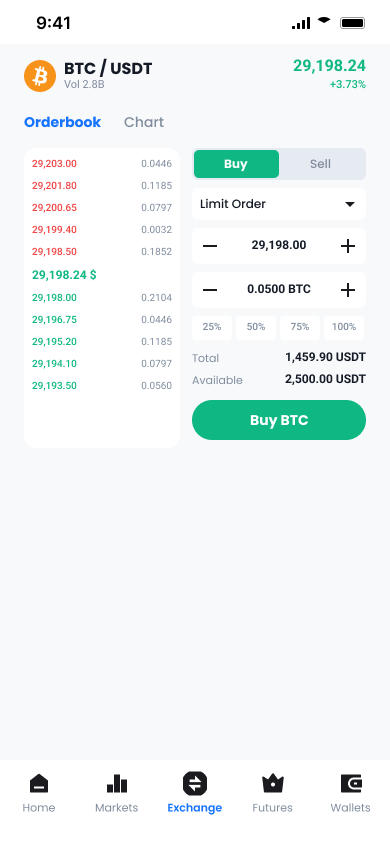 9:41
BTC / USDT
Vol 2.8B
29,198.24
+3.73%
Orderbook
Chart
29,203.00 0.0446
29,201.80 0.1185
29,200.65 0.0797
29,199.40 0.0032
29,198.50 0.1852
29,198.24 $
29,198.00 0.2104
29,196.75 0.0446
29,195.20 0.1185
29,194.10 0.0797
29,193.50 0.0560
Buy
Sell
Limit Order
29,198.00
0.0500 BTC
25% 50% 75% 100%
Total 1,459.90 USDT
Available 2,500.00 USDT
Buy BTC
Home
Markets
Exchange
Futures
Wallets